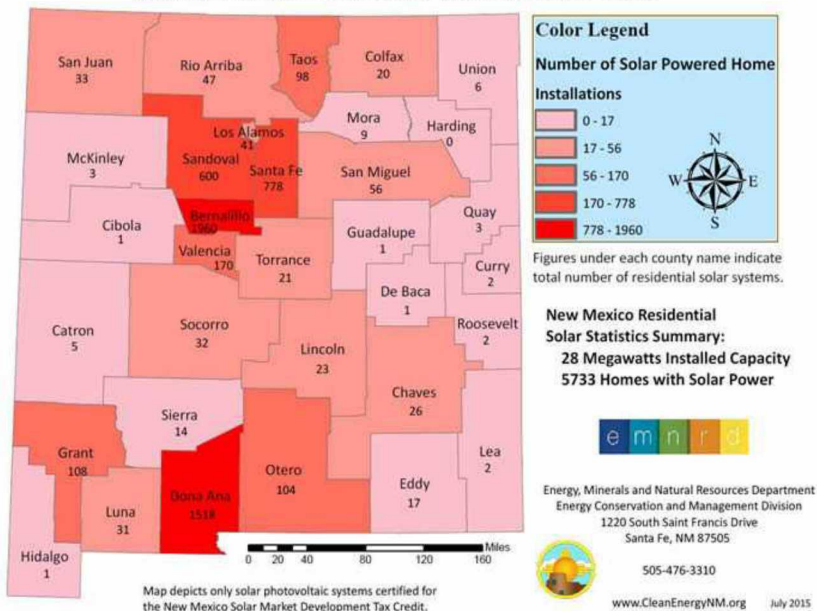 Color Legend
Number of Solar Powered Home
Installations
0 - 17
17 - 56
56 - 170
170 - 778
778 - 1960
N
W E
S
Figures under each county name indicate
total number of residential solar systems.
New Mexico Residential
Solar Statistics Summary:
28 Megawatts Installed Capacity
5733 Homes with Solar Power
e m n r d
Energy, Minerals and Natural Resources Department
Energy Conservation and Management Division
1220 South Saint Francis Drive
Santa Fe, NM 87505
505-476-3310
www.CleanEnergyNM.org July 2015
San Juan
33
Rio Arriba
47
Taos
98
Colfax
20
Union
6
Los Alamos
41
Mora
9
Harding
0
McKinley
3
Sandoval
600
Santa Fe
778
San Miguel
56
Cibola
1
Bernalillo
1960
Valencia
170
Torrance
21
Guadalupe
1
Quay
3
Curry
2
De Baca
1
Roosevelt
2
Catron
5
Socorro
32
Lincoln
23
Chaves
26
Sierra
14
Grant
108
Luna
31
Dona Ana
1518
Otero
104
Eddy
17
Lea
2
Hidalgo
1
Miles
0 20 40 80 120 160
Map depicts only solar photovoltaic systems certified for
the New Mexico Solar Market Development Tax Credit.